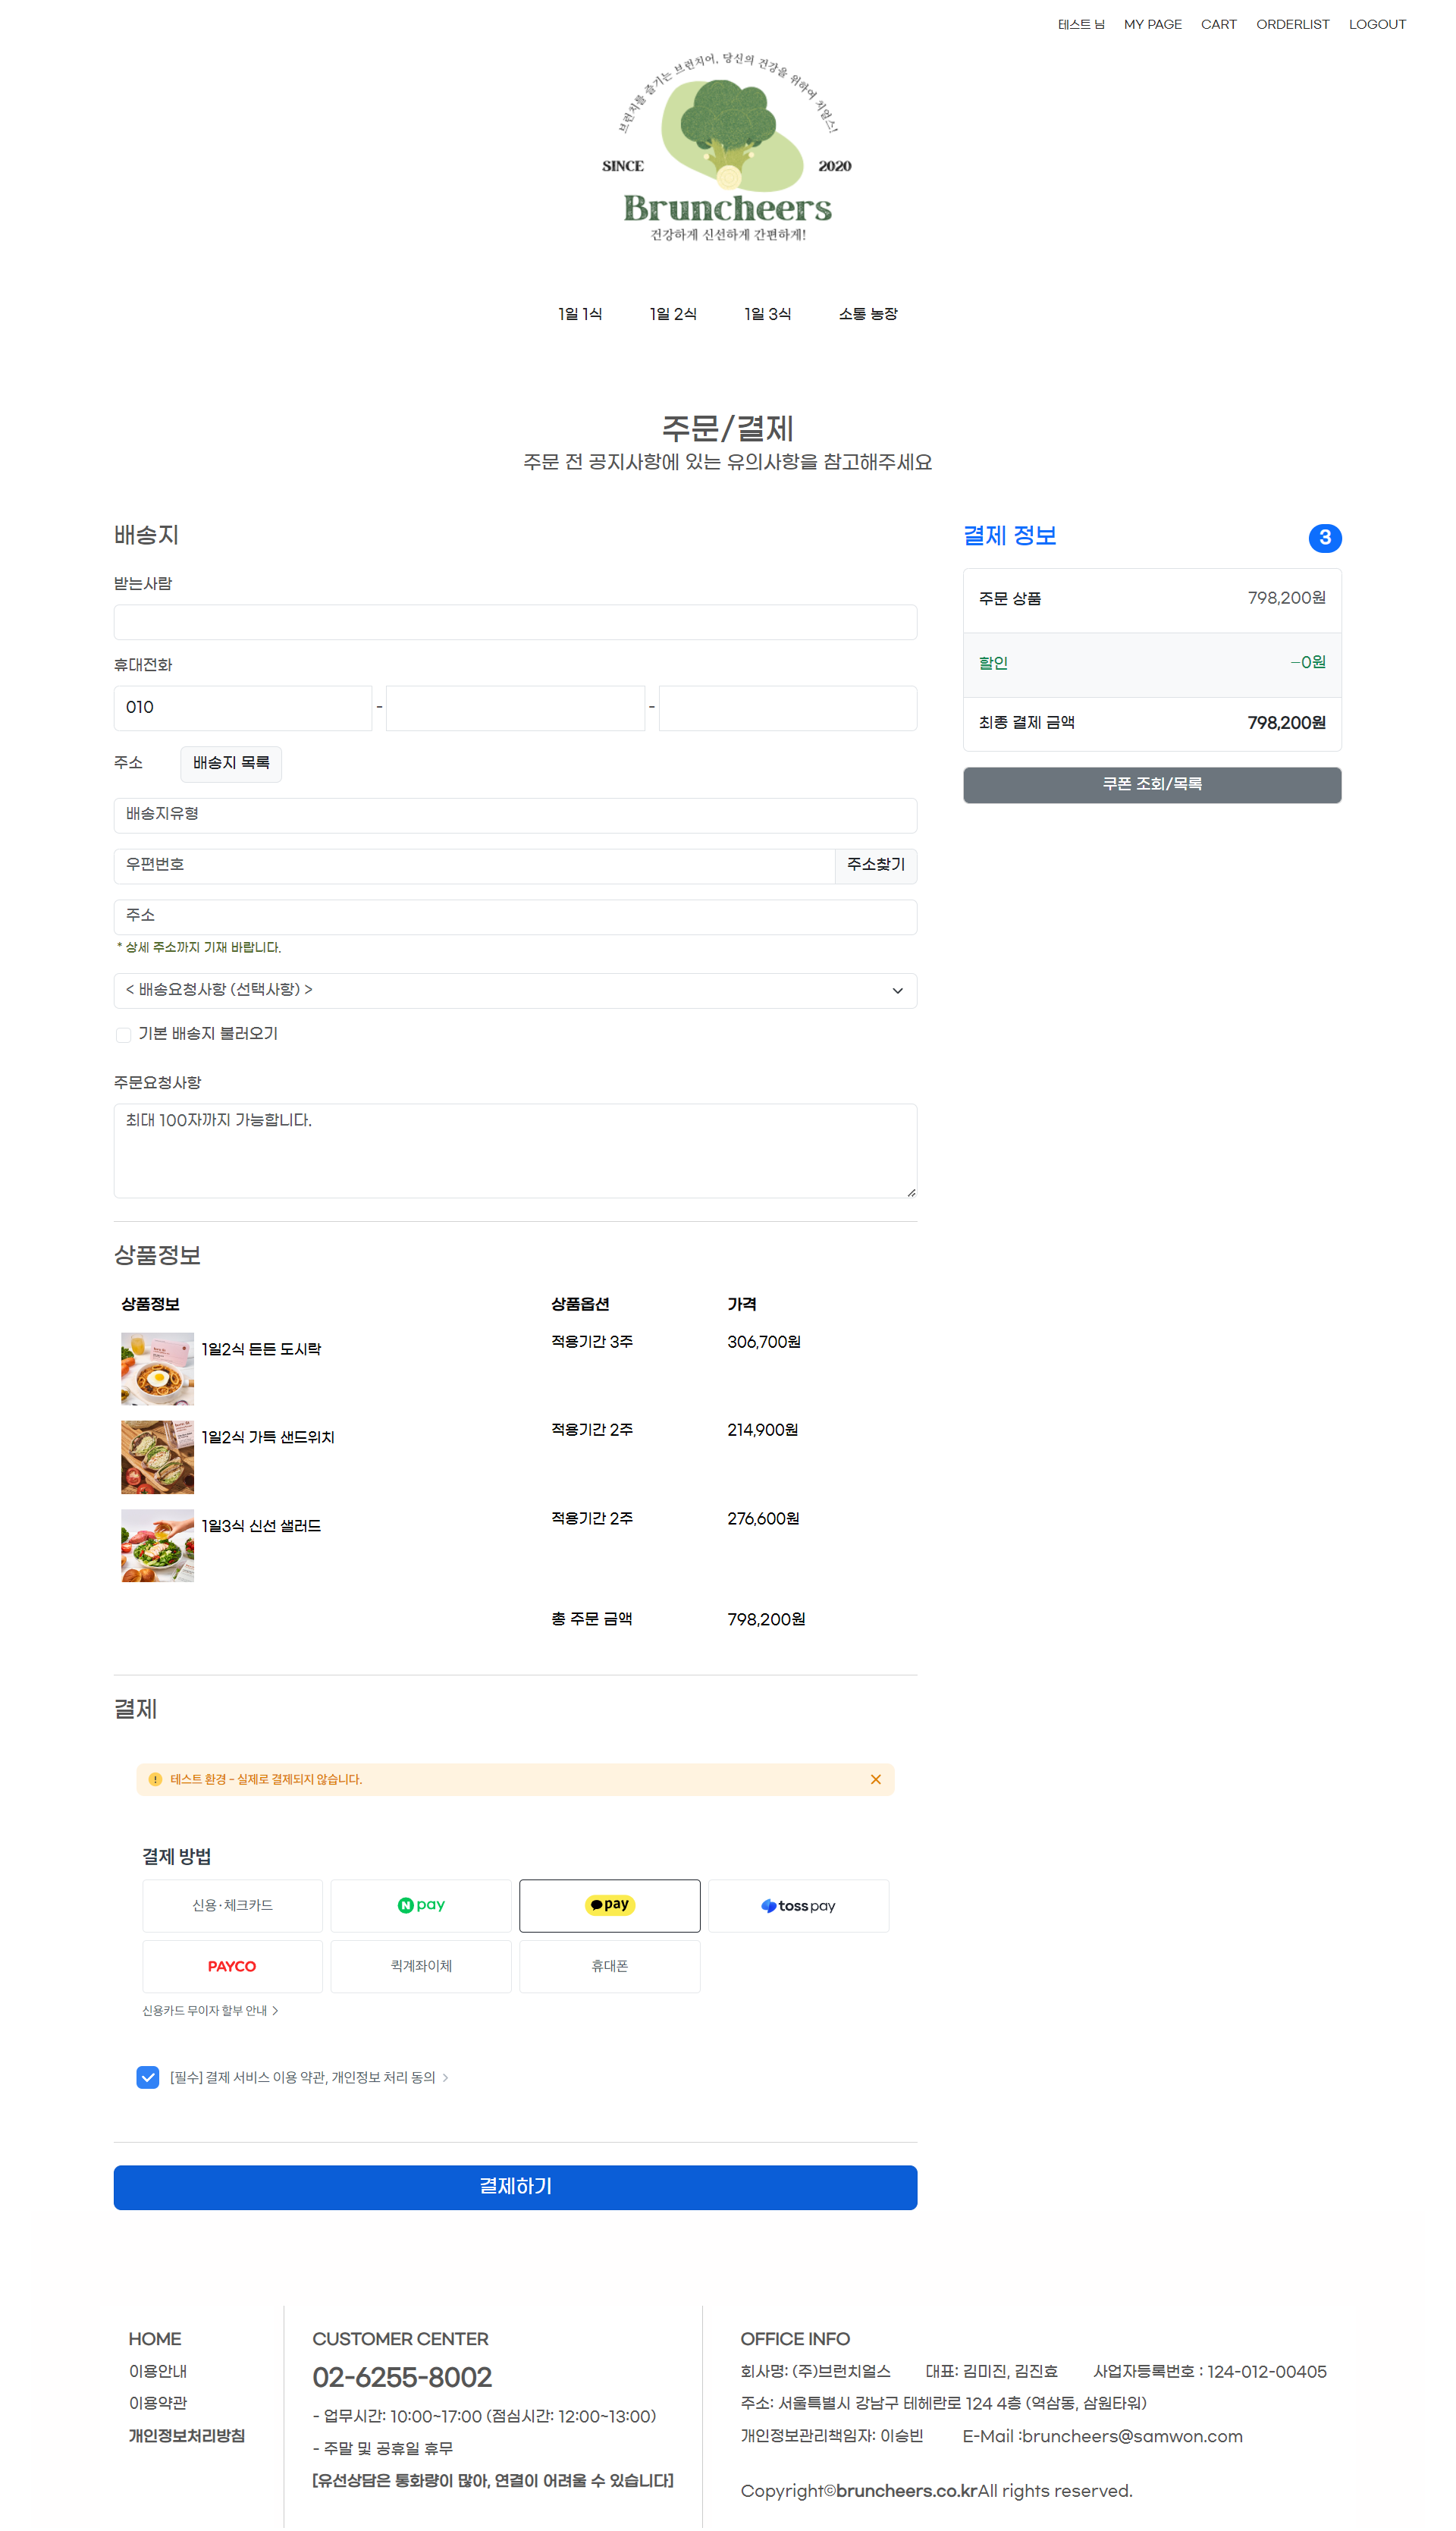 테스트 님 MY PAGE CART ORDERLIST LOGOUT
브런치를 즐기는 브런치어, 당신의 건강을 위하여 치얼스!
SINCE 2020
Bruncheers
건강하게 신선하게 간편하게!
1일 1식 1일 2식 1일 3식 소통 농장
주문/결제
주문 전 공지사항에 있는 유의사항을 참고해주세요
배송지
받는사람
휴대전화
010 - -
주소 배송지 목록
배송지유형
우편번호 주소찾기
주소
* 상세 주소까지 기재 바랍니다.
< 배송요청사항 (선택사항) >
기본 배송지 불러오기
주문요청사항
최대 100자까지 가능합니다.
결제 정보 3
주문 상품 798,200원
할인 −0원
최종 결제 금액 798,200원
쿠폰 조회/목록
상품정보
상품정보 상품옵션 가격
1일2식 든든 도시락 적용기간 3주 306,700원
1일2식 가득 샌드위치 적용기간 2주 214,900원
1일3식 신선 샐러드 적용기간 2주 276,600원
총 주문 금액 798,200원
결제
테스트 환경 - 실제로 결제되지 않습니다.
결제 방법
신용·체크카드 N pay pay toss pay
PAYCO 퀵계좌이체 휴대폰
신용카드 무이자 할부 안내 >
[필수] 결제 서비스 이용 약관, 개인정보 처리 동의 >
결제하기
HOME
이용안내
이용약관
개인정보처리방침
CUSTOMER CENTER
02-6255-8002
- 업무시간: 10:00~17:00 (점심시간: 12:00~13:00)
- 주말 및 공휴일 휴무
[유선상담은 통화량이 많아, 연결이 어려울 수 있습니다]
OFFICE INFO
회사명: (주)브런치얼스 대표: 김미진, 김진효 사업자등록번호 : 124-012-00405
주소: 서울특별시 강남구 테헤란로 124 4층 (역삼동, 삼원타워)
개인정보관리책임자: 이승빈 E-Mail :bruncheers@samwon.com
Copyright©bruncheers.co.krAll rights reserved.